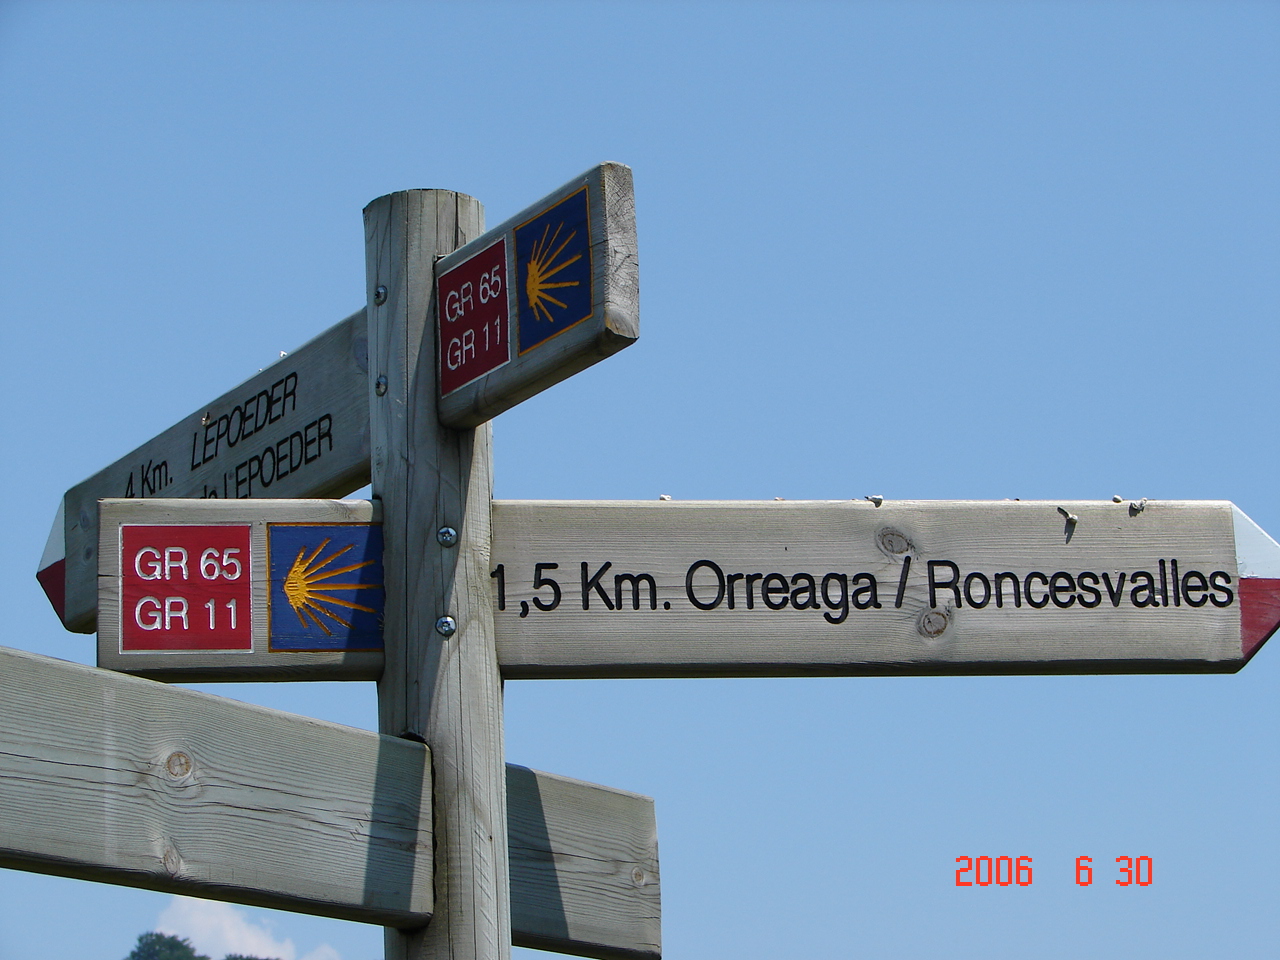 GR 65
GR 11
4 Km. LEPOEDER
de LEPOEDER
GR 65
GR 11
1,5 Km. Orreaga / Roncesvalles
2006 6 30